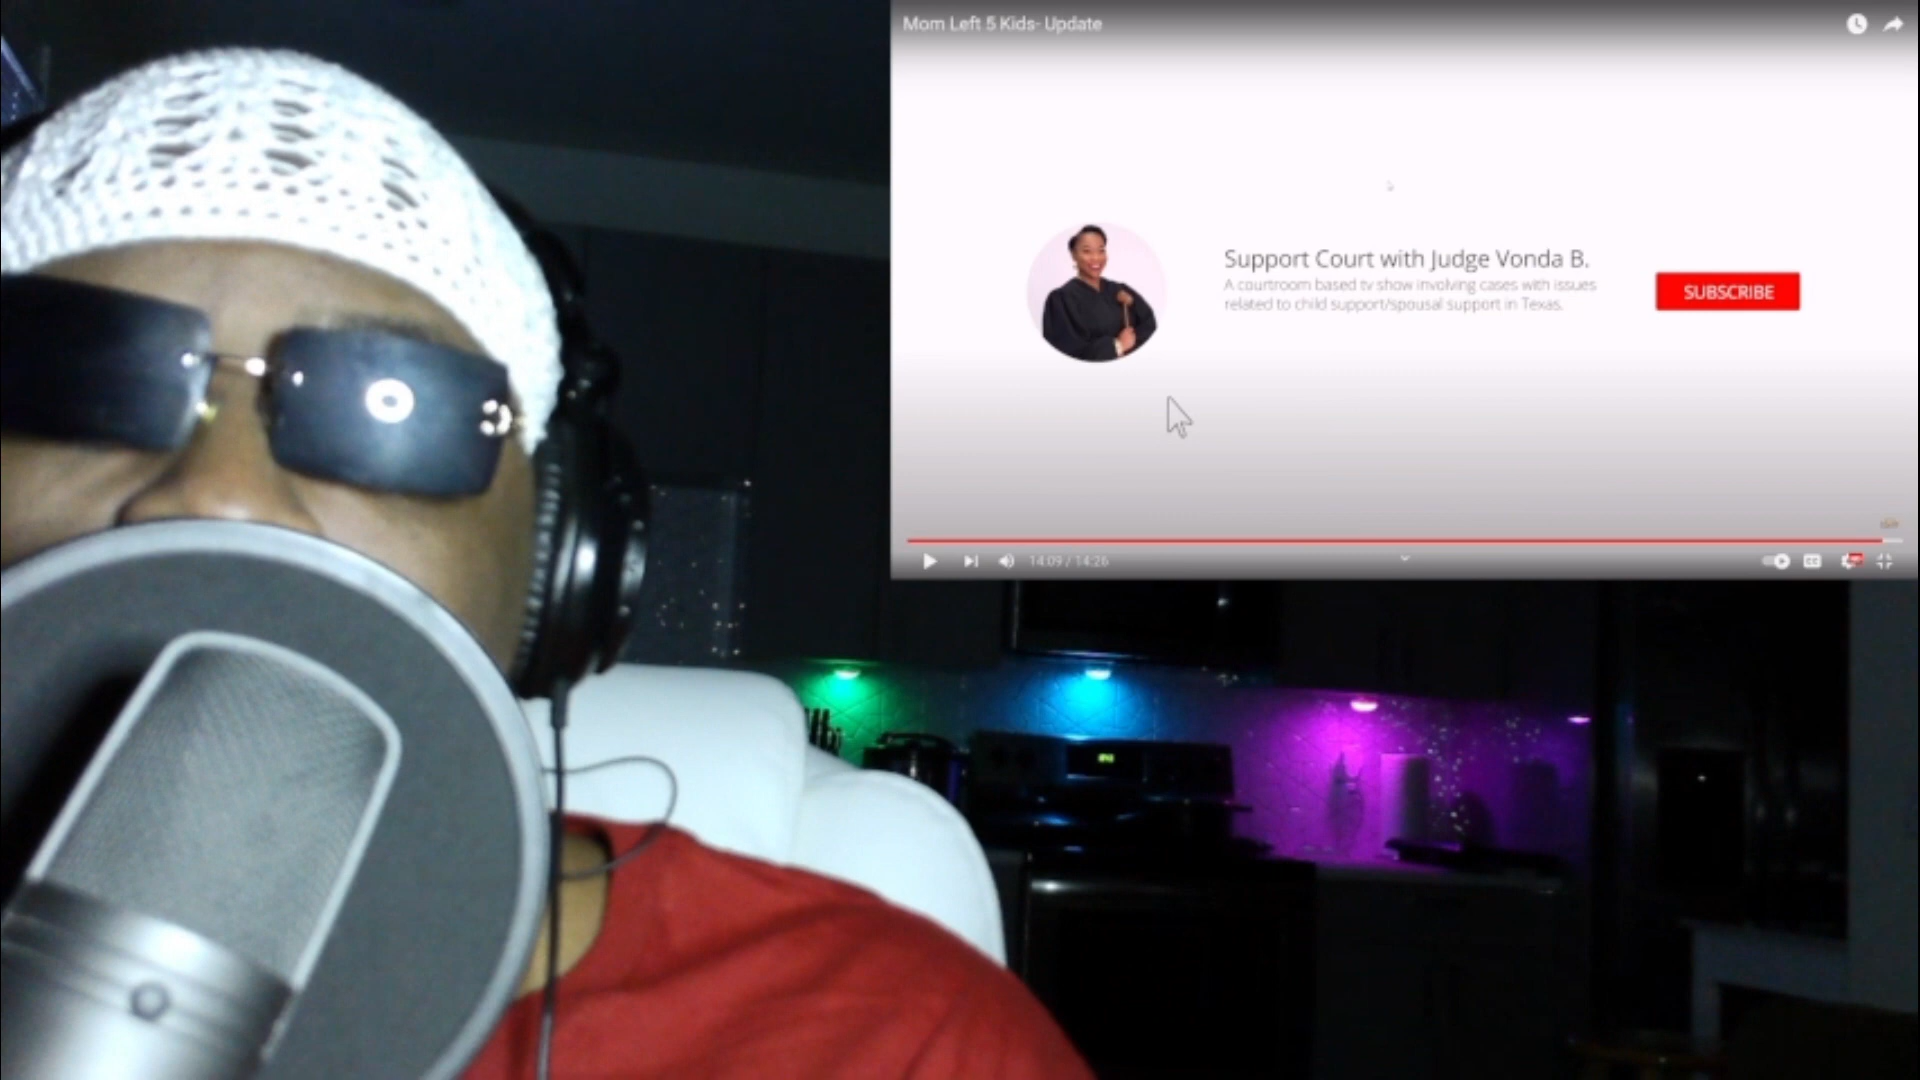 Mom Left 5 Kids- Update
Support Court with Judge Vonda B.
A courtroom based tv show involving cases with issues
related to child support/spousal support in Texas.
SUBSCRIBE
14:09 / 14:26